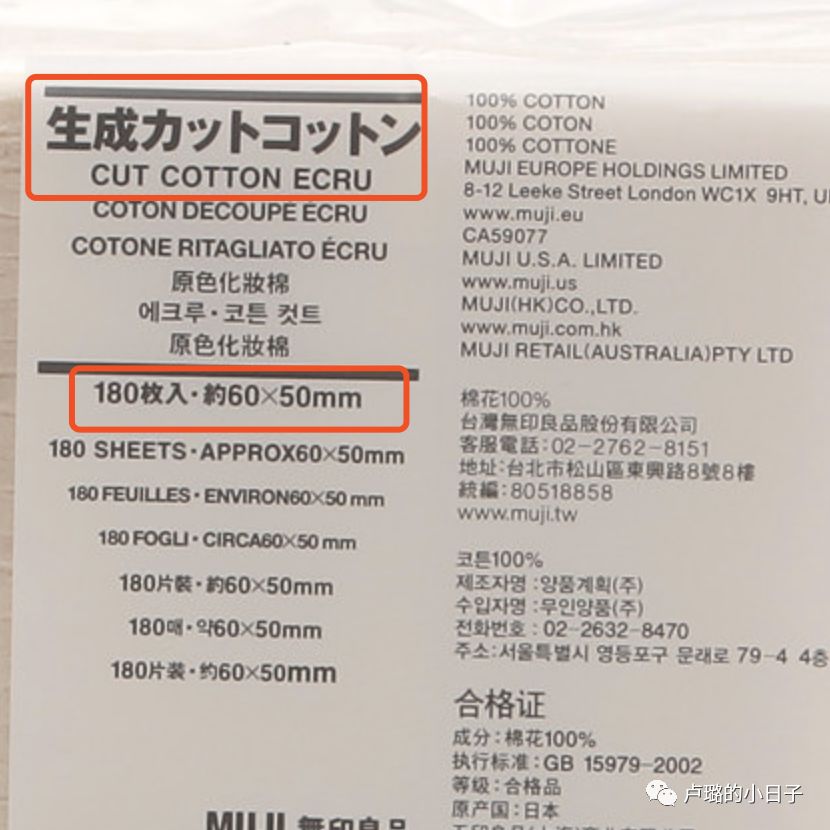 生成カットコットン
CUT COTTON ECRU
COTON DECOUPÉ ÉCRU
COTONE RITAGLIATO ÉCRU
原色化妝棉
에크루·코튼 컷트
原色化妝棉
180枚入·約60×50mm
180 SHEETS·APPROX60×50mm
180 FEUILLES·ENVIRON60×50 mm
180 FOGLI·CIRCA60×50 mm
180片裝·約60×50mm
180매·약60×50mm
180片装·约60×50mm
MUJI 無印良品
100% COTTON
100% COTON
100% COTTONE
MUJI EUROPE HOLDINGS LIMITED
8-12 Leeke Street London WC1X 9HT,
www.muji.eu
CA59077
MUJI U.S.A. LIMITED
www.muji.us
MUJI(HK)CO.,LTD.
www.muji.com.hk
MUJI RETAIL(AUSTRALIA)PTY LTD
棉花100%
台灣無印良品股份有限公司
客服電話:02-2762-8151
地址:台北市松山區東興路8號8樓
統編:80518858
www.muji.tw
코튼100%
제조자명:양품계획(주)
수입자명:무인양품(주)
전화번호:02-2632-8470
주소:서울특별시 영등포구 문래로 79-4 4층
合格证
成分:棉花100%
执行标准:GB 15979-2002
等级:合格品
原产国:日本
卢璐的小日子